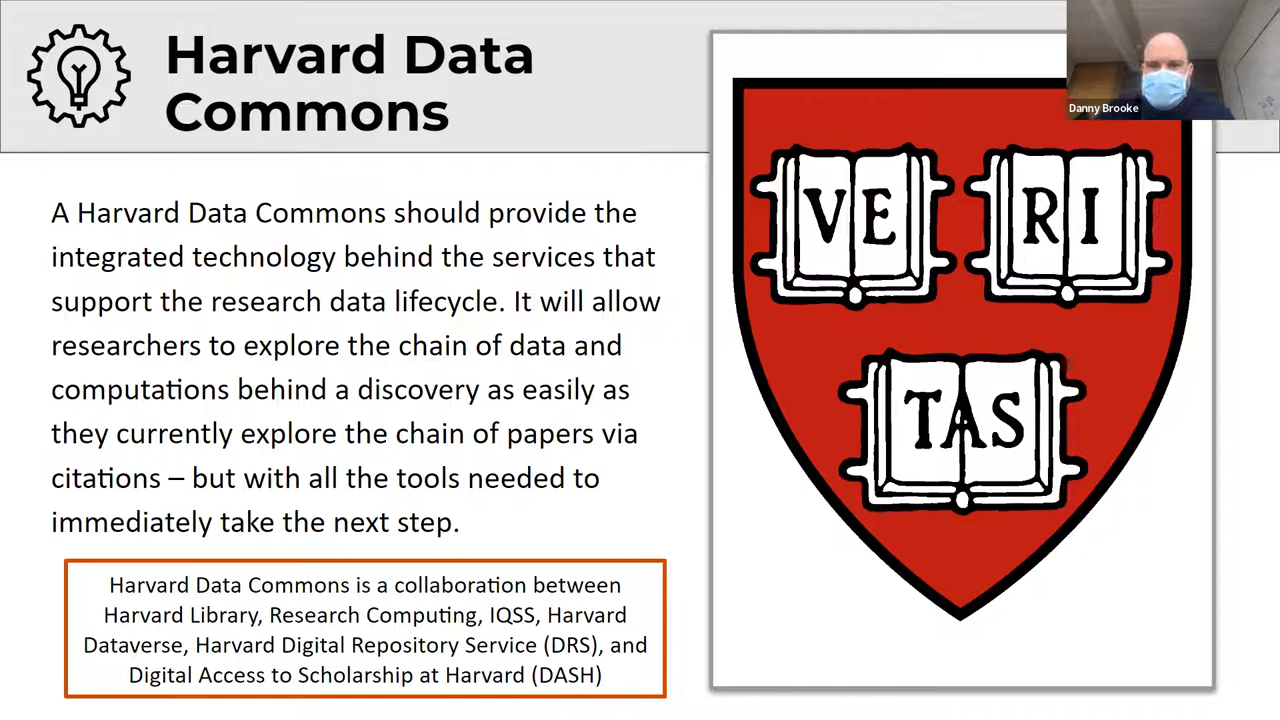 Harvard Data
Commons
Danny Brooke
A Harvard Data Commons should provide the
integrated technology behind the services that
support the research data lifecycle. It will allow
researchers to explore the chain of data and
computations behind a discovery as easily as
they currently explore the chain of papers via
citations – but with all the tools needed to
immediately take the next step.
Harvard Data Commons is a collaboration between
Harvard Library, Research Computing, IQSS, Harvard
Dataverse, Harvard Digital Repository Service (DRS), and
Digital Access to Scholarship at Harvard (DASH)
VE RI
TAS